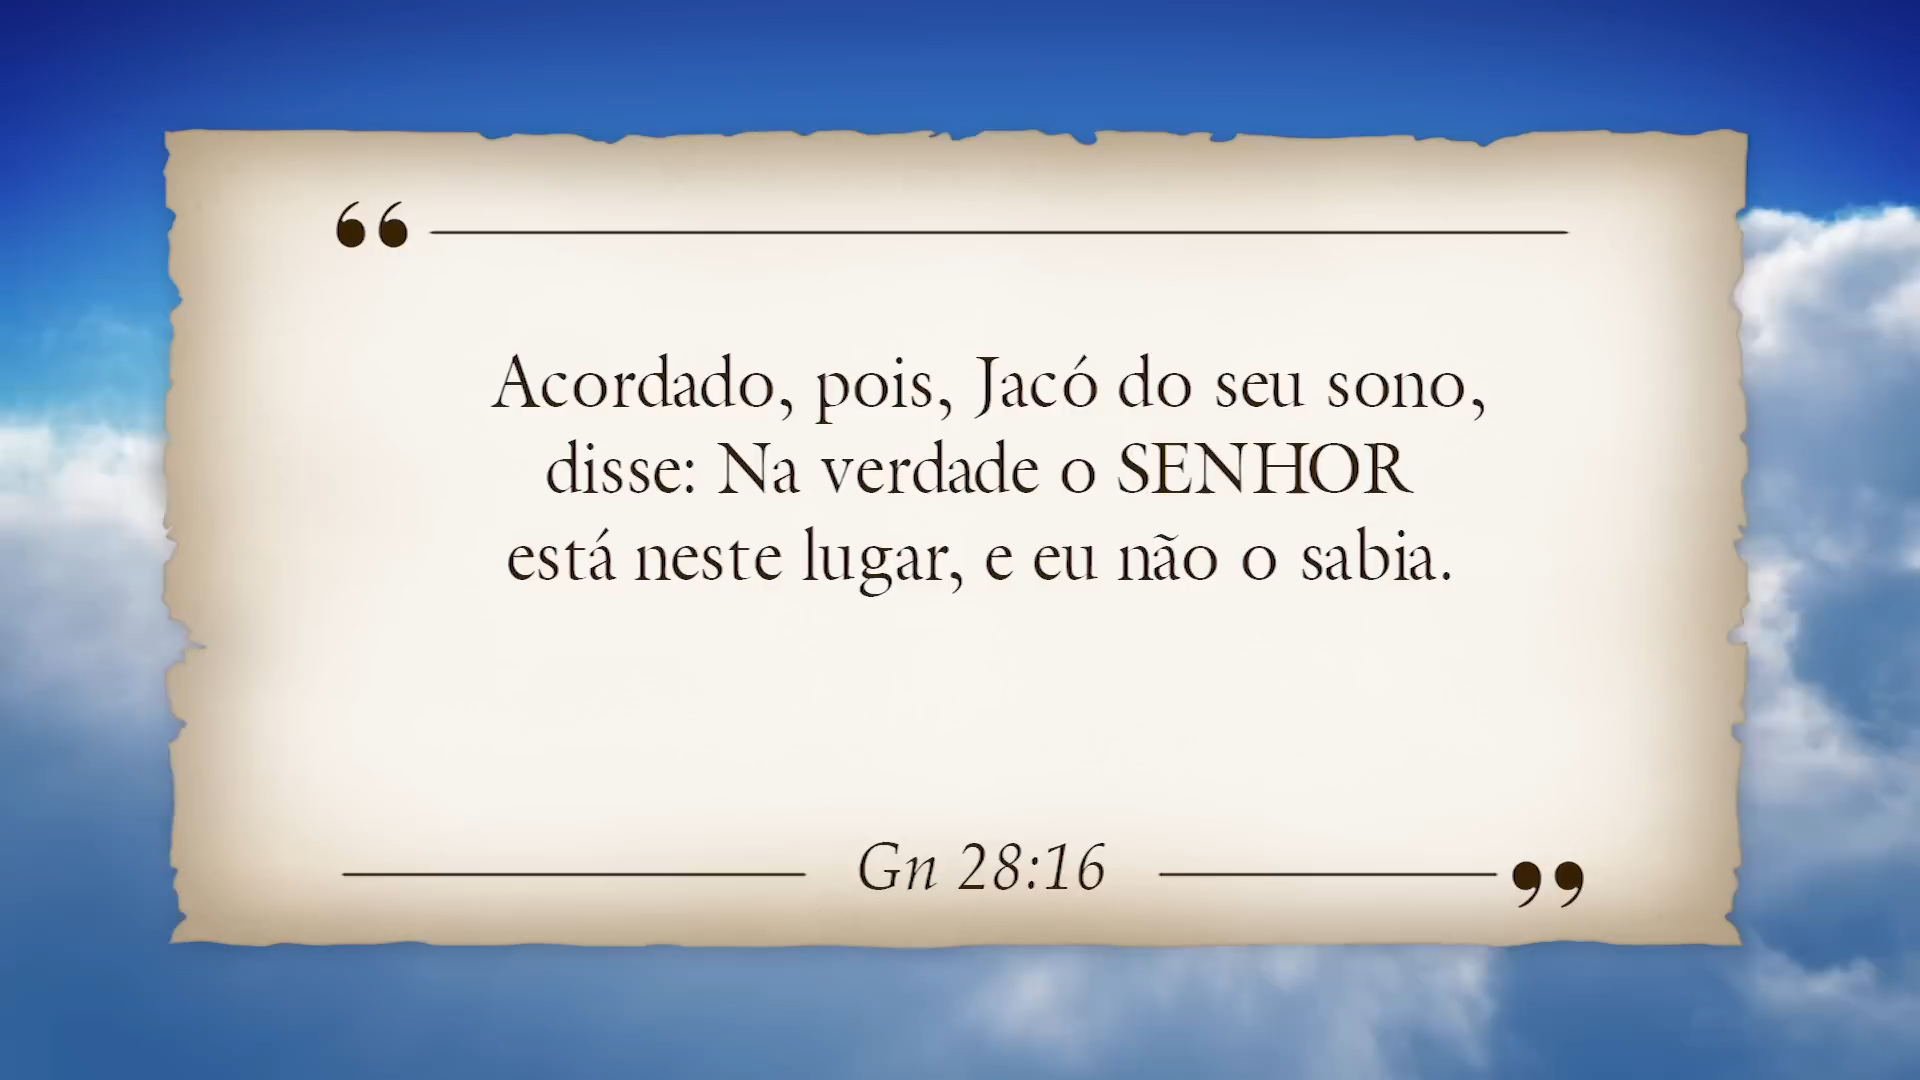 “
Acordado, pois, Jacó do seu sono,
disse: Na verdade o SENHOR
está neste lugar, e eu não o sabia.
Gn 28:16 ”